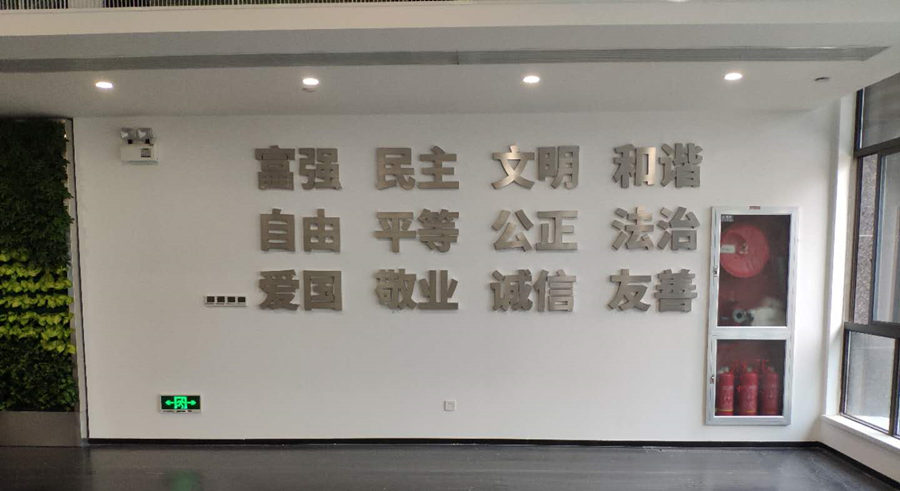 富强 民主 文明 和谐
自由 平等 公正 法治
爱国 敬业 诚信 友善